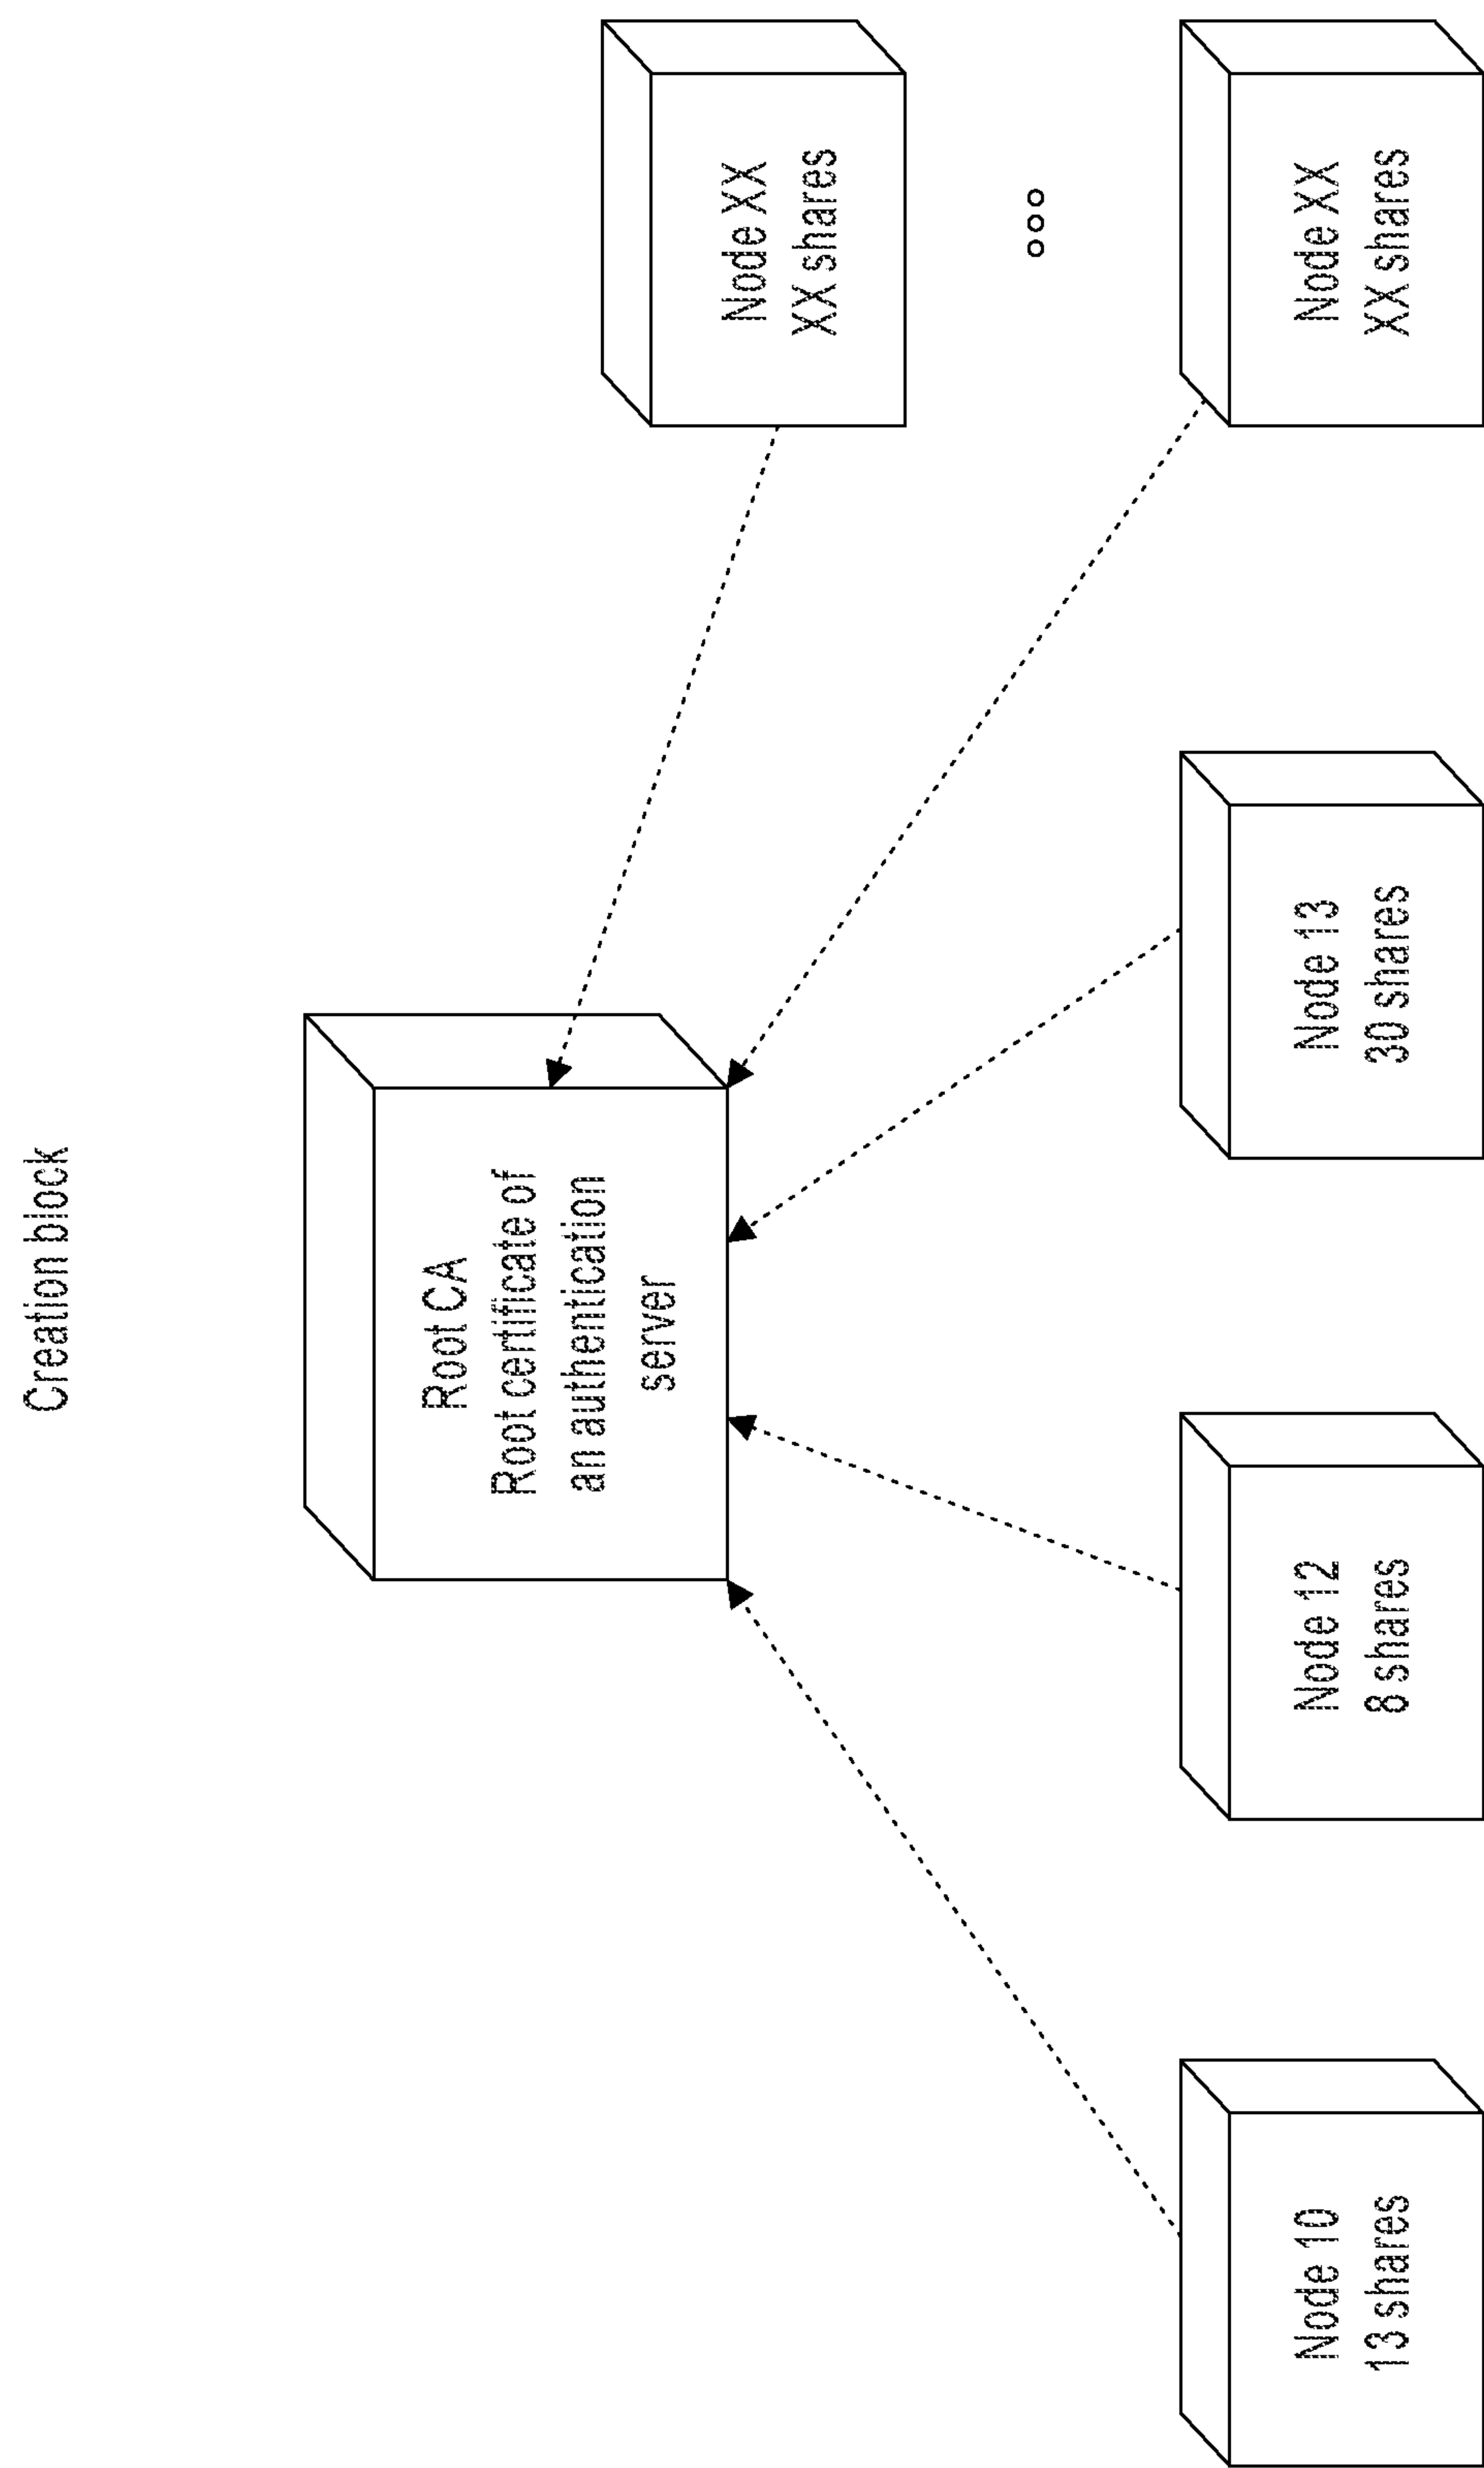 Creation block
Root CA
Root certificate of
an authentication
server
Node XX
XX shares
Node 10
13 shares
Node 12
8 shares
Node 13
30 shares
Node XX
XX shares